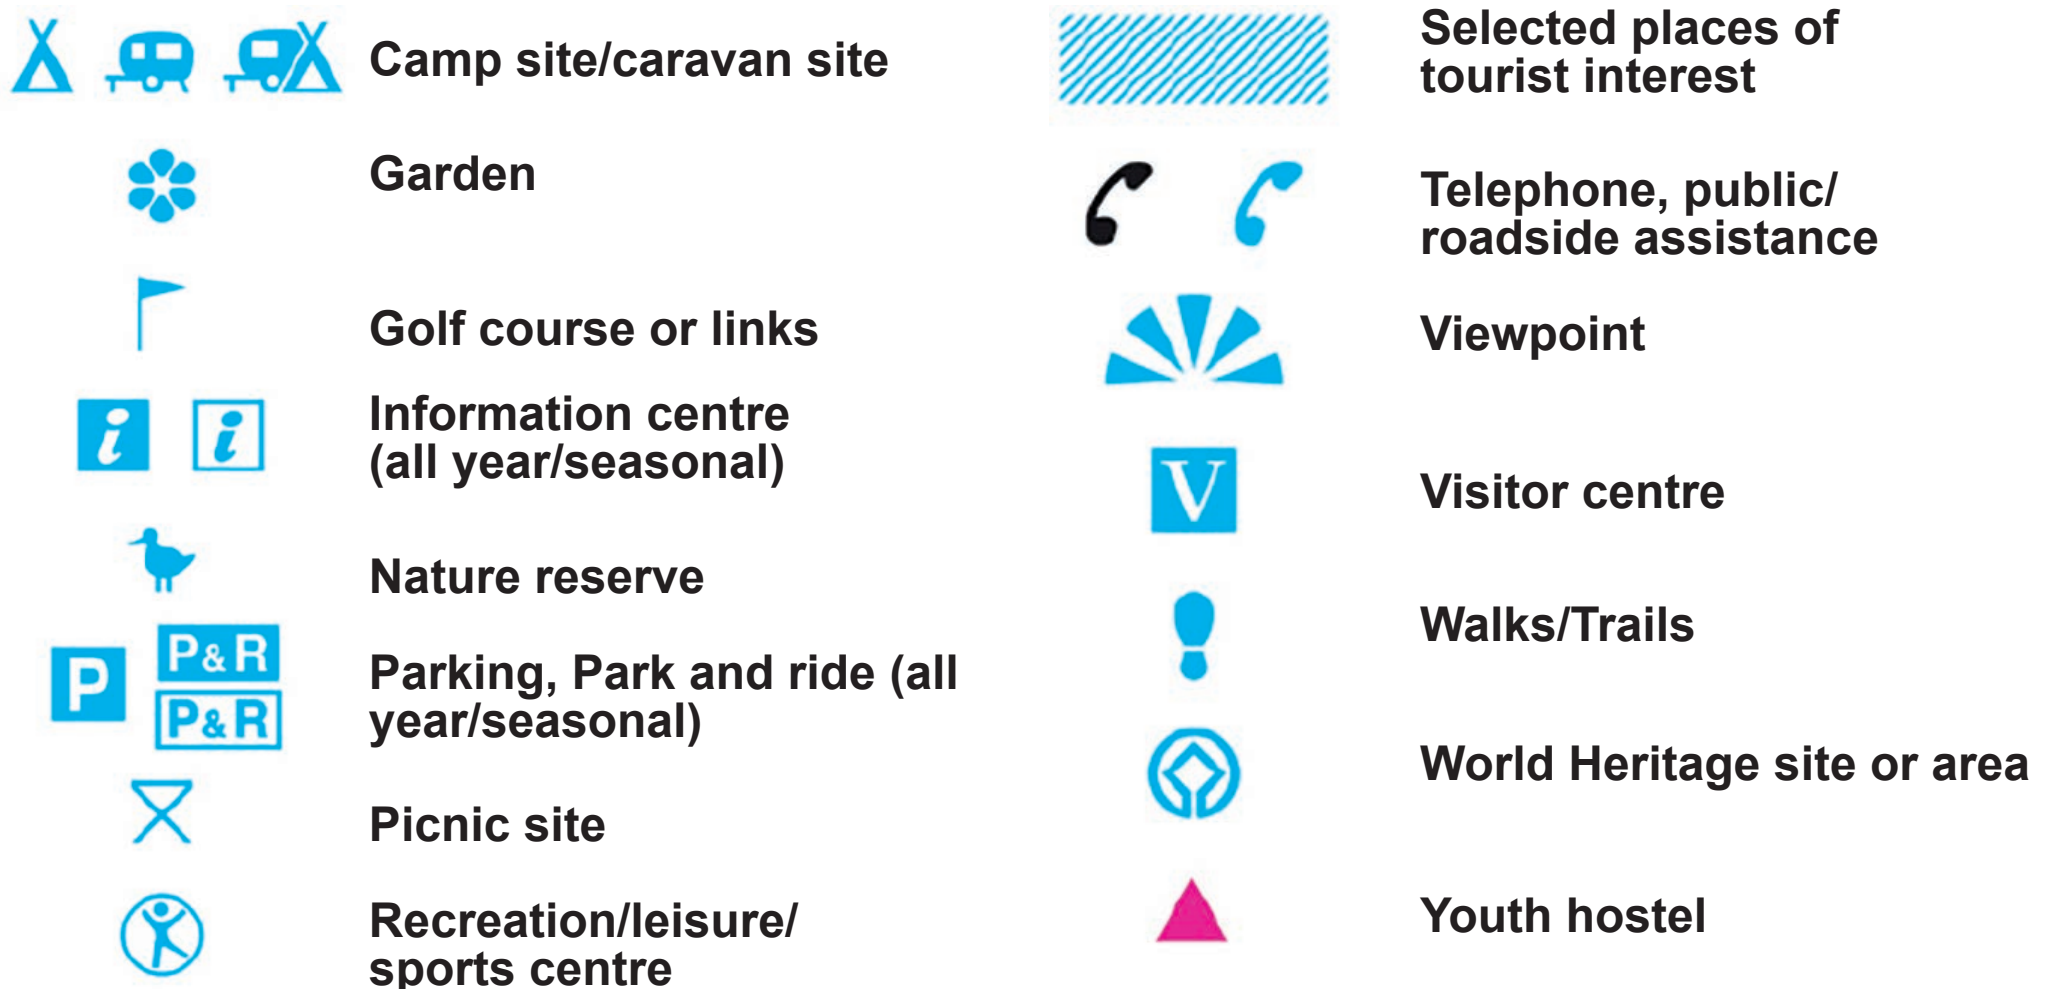 Camp site/caravan site
Garden
Golf course or links
i i
Information centre
(all year/seasonal)
Nature reserve
P P&R
P&R
Parking, Park and ride (all
year/seasonal)
Picnic site
Recreation/leisure/
sports centre
Selected places of
tourist interest
Telephone, public/
roadside assistance
Viewpoint
V
Visitor centre
Walks/Trails
World Heritage site or area
Youth hostel